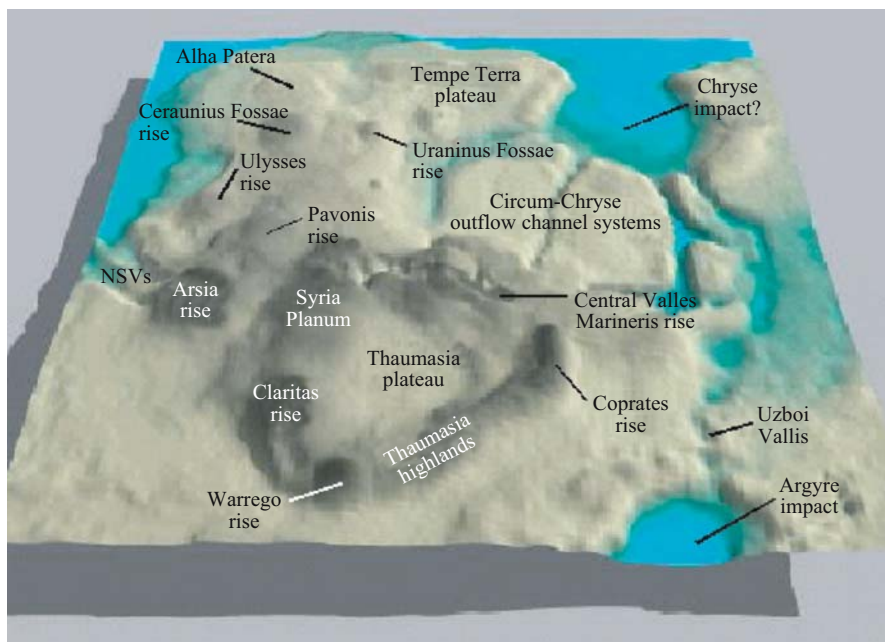 Alha Patera
Tempe Terra
plateau
Chryse
impact?
Ceraunius Fossae
rise
Uraninus Fossae
rise
Ulysses
rise
Circum-Chryse
outflow channel systems
Pavonis
rise
NSVs
Arsia
rise
Syria
Planum
Central Valles
Marineris rise
Thaumasia
plateau
Claritas
rise
Coprates
rise
Uzboi
Vallis
Thaumasia
highlands
Warrego
rise
Argyre
impact